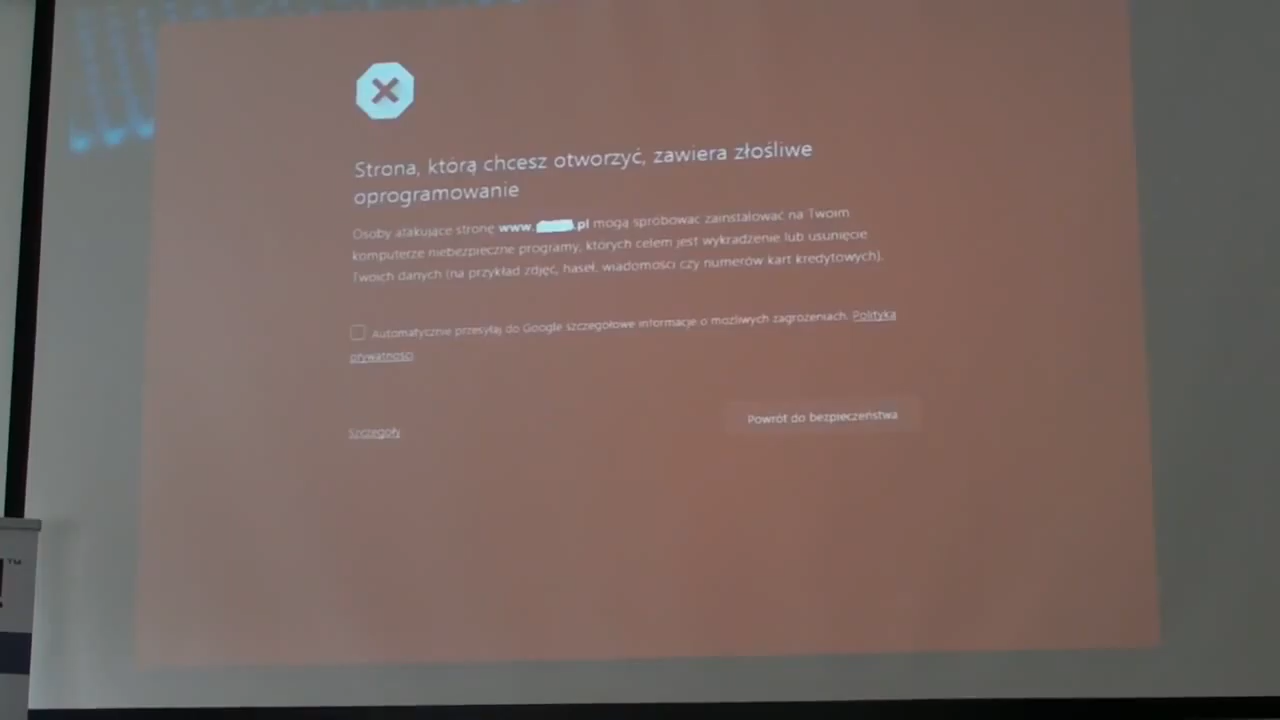 Strona, którą chcesz otworzyć, zawiera złośliwe
oprogramowanie
Osoby atakujące stronę www. .pl mogą spróbować zainstalować na Twoim
komputerze niebezpieczne programy, których celem jest wykradzenie lub usunięcie
Twoich danych (na przykład zdjęć, haseł, wiadomości czy numerów kart kredytowych).
Automatycznie przesyłaj do Google szczegółowe informacje o możliwych zagrożeniach. Polityka
prywatności
Powrót do bezpieczeństwa
Szczegóły
!™